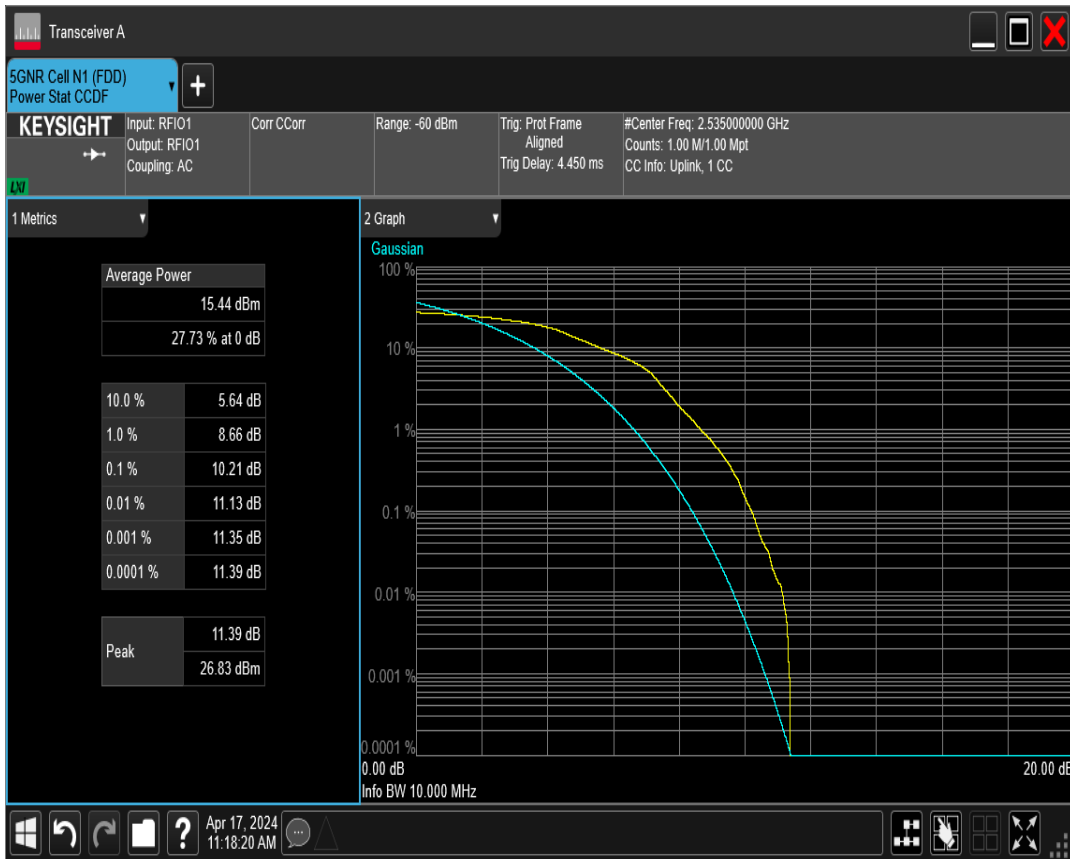 Transceiver A
5GNR Cell N1 (FDD)
Power Stat CCDF
+
KEYSIGHT
LXI
Input: RFIO1
Output: RFIO1
Coupling: AC
Corr CCorr
Range: -60 dBm
Trig: Prot Frame
Aligned
Trig Delay: 4.450 ms
#Center Freq: 2.535000000 GHz
Counts: 1.00 M/1.00 Mpt
CC Info: Uplink, 1 CC
1 Metrics
Average Power
15.44 dBm
27.73 % at 0 dB
10.0 % 5.64 dB
1.0 % 8.66 dB
0.1 % 10.21 dB
0.01 % 11.13 dB
0.001 % 11.35 dB
0.0001 % 11.39 dB
Peak
11.39 dB
26.83 dBm
2 Graph
Gaussian
100 %
10 %
1 %
0.1 %
0.01 %
0.001 %
0.0001 %
0.00 dB 20.00 dB
Info BW 10.000 MHz
?
Apr 17, 2024
11:18:20 AM